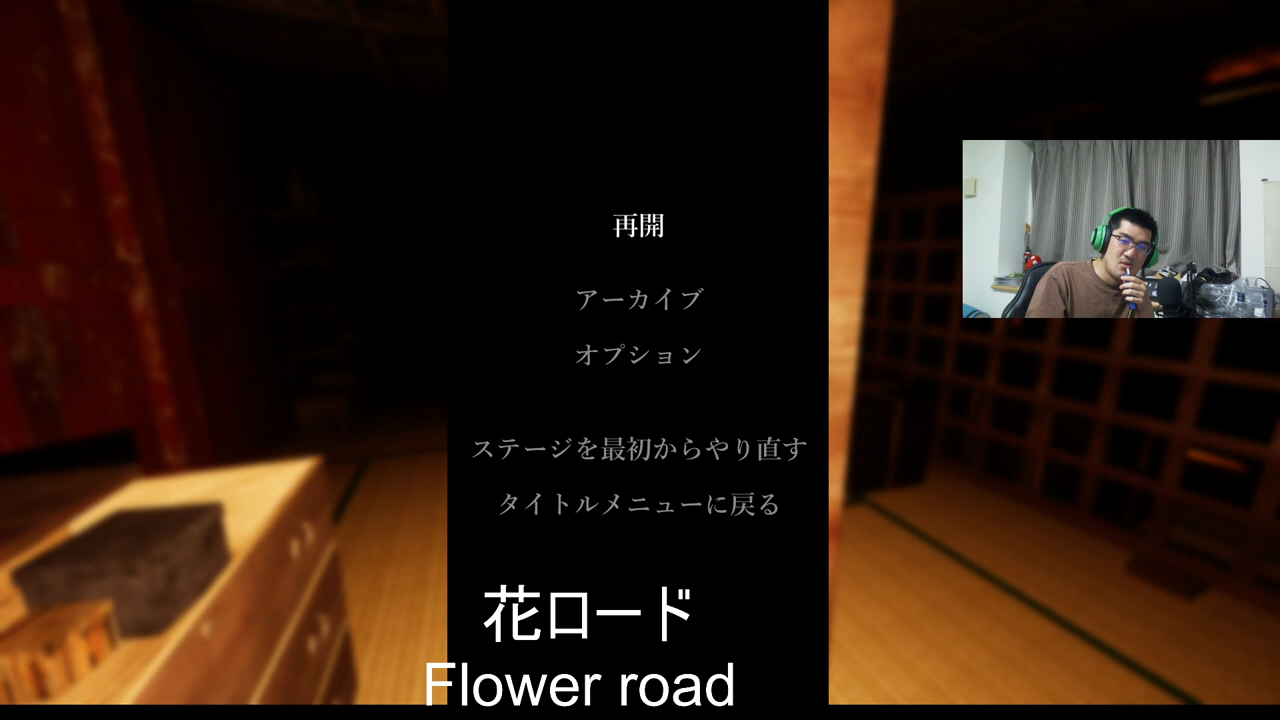 再開
アーカイブ
オプション
ステージを最初からやり直す
タイトルメニューに戻る
花ロード
Flower road